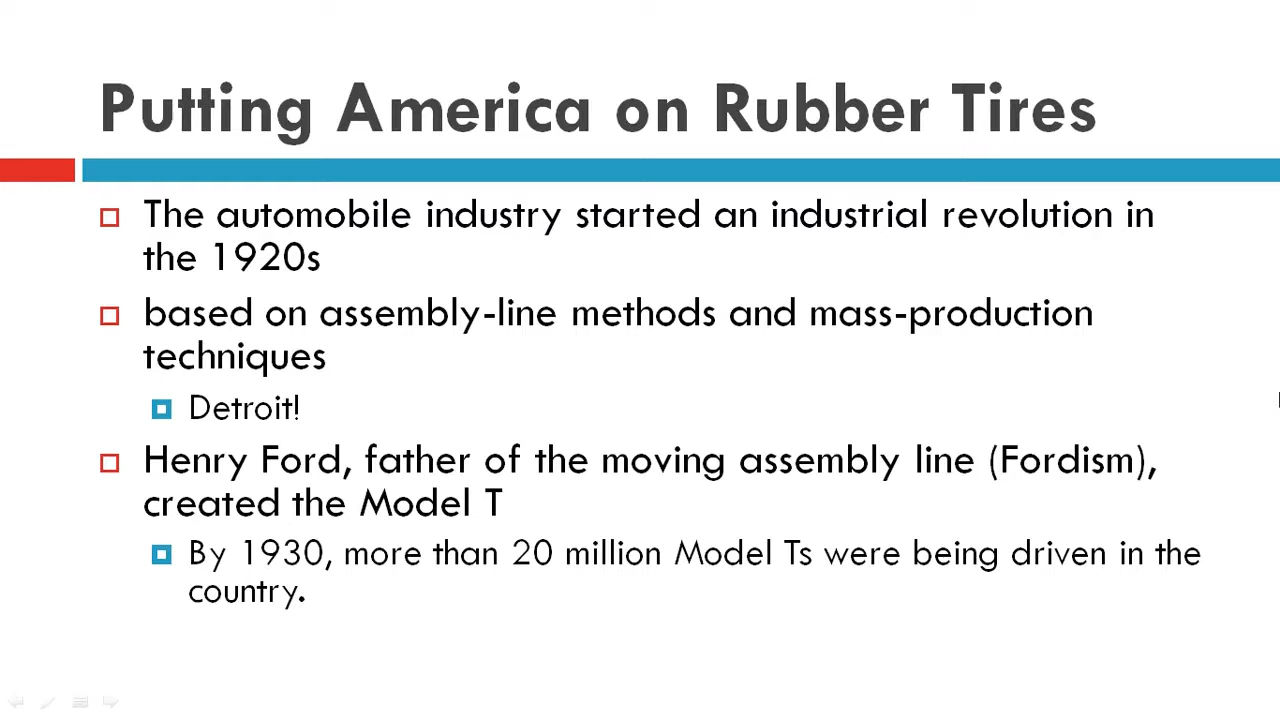 Putting America on Rubber Tires
The automobile industry started an industrial revolution in
the 1920s
based on assembly-line methods and mass-production
techniques
Detroit!
Henry Ford, father of the moving assembly line (Fordism),
created the Model T
By 1930, more than 20 million Model Ts were being driven in the
country.